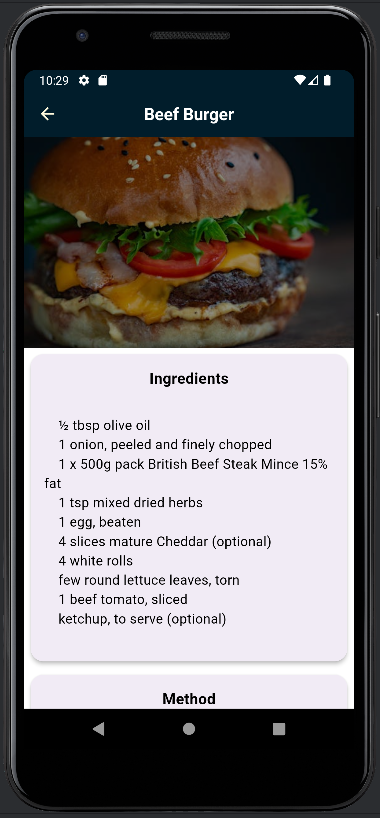 10:29
Beef Burger
Ingredients
½ tbsp olive oil
1 onion, peeled and finely chopped
1 x 500g pack British Beef Steak Mince 15%
fat
1 tsp mixed dried herbs
1 egg, beaten
4 slices mature Cheddar (optional)
4 white rolls
few round lettuce leaves, torn
1 beef tomato, sliced
ketchup, to serve (optional)
Method